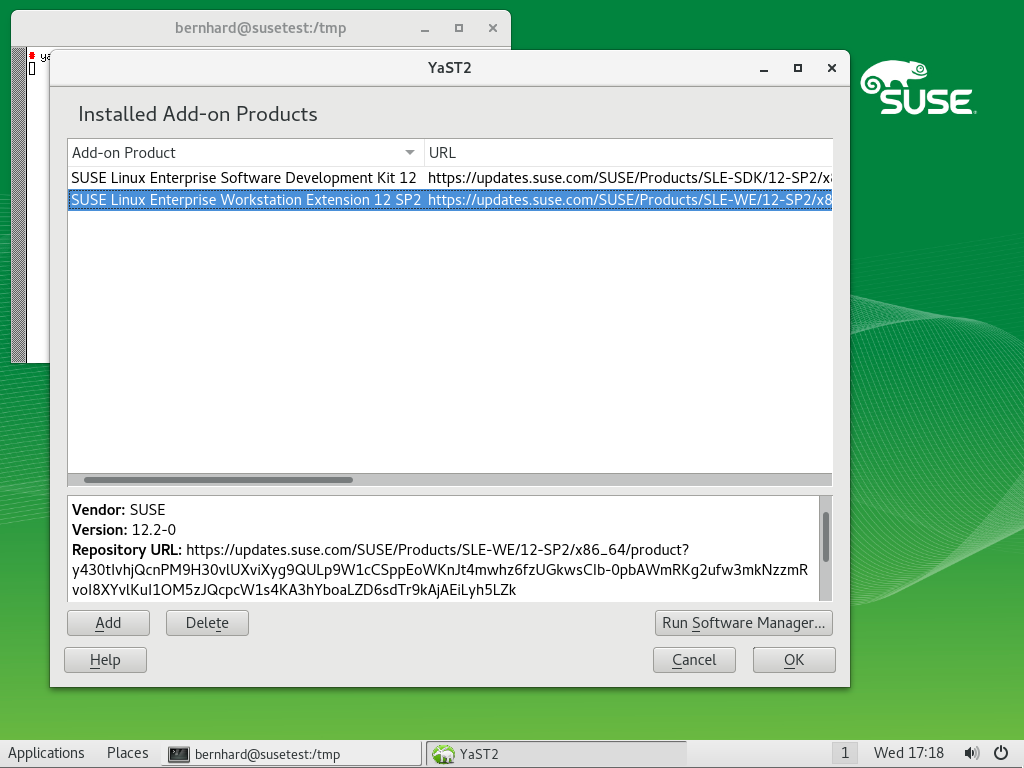 bernhard@susetest:/tmp
YaST2
Installed Add-on Products
Add-on Product URL
SUSE Linux Enterprise Software Development Kit 12 https://updates.suse.com/SUSE/Products/SLE-SDK/12-SP2/x8
SUSE Linux Enterprise Workstation Extension 12 SP2 https://updates.suse.com/SUSE/Products/SLE-WE/12-SP2/x8
Vendor: SUSE
Version: 12.2-0
Repository URL: https://updates.suse.com/SUSE/Products/SLE-WE/12-SP2/x86_64/product?
Add Delete Run Software Manager...
Help Cancel OK
SUSE
Applications Places bernhard@susetest:/tmp YaST2 1 Wed 17:18